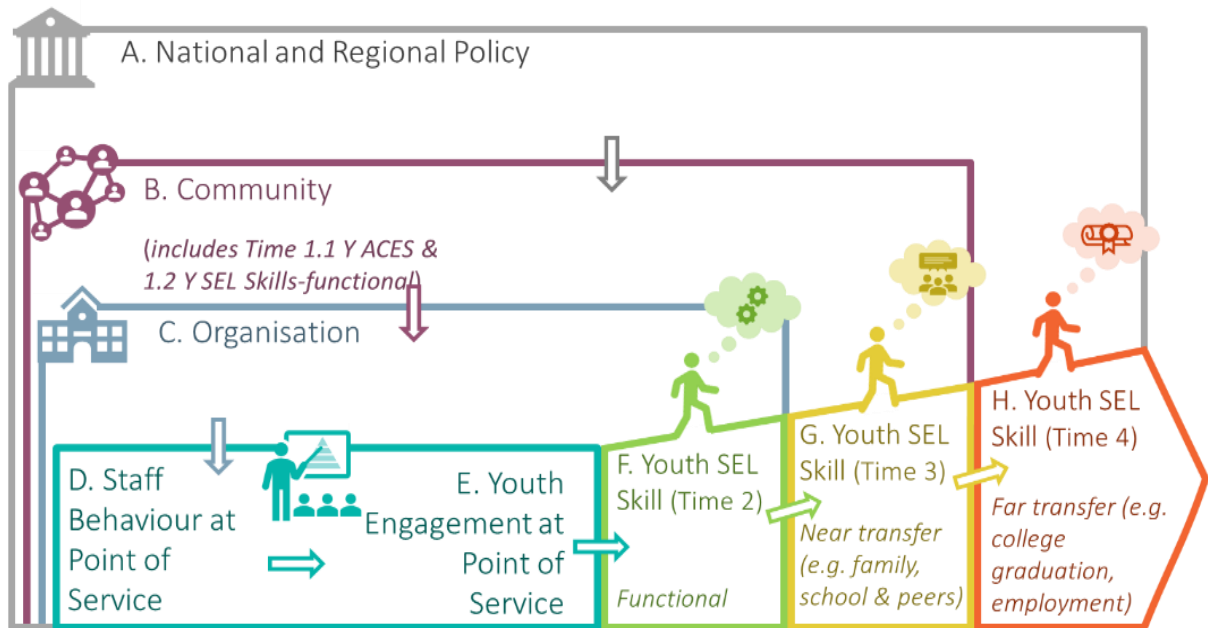 A. National and Regional Policy
B. Community
(includes Time 1.1 Y ACES &
1.2 Y SEL Skills-functional)
C. Organisation
D. Staff
Behaviour at
Point of
Service
E. Youth
Engagement at
Point of
Service
F. Youth SEL
Skill (Time 2)
Functional
G. Youth SEL
Skill (Time 3)
Near transfer
(e.g. family,
school & peers)
H. Youth SEL
Skill (Time 4)
Far transfer (e.g.
college
graduation,
employment)